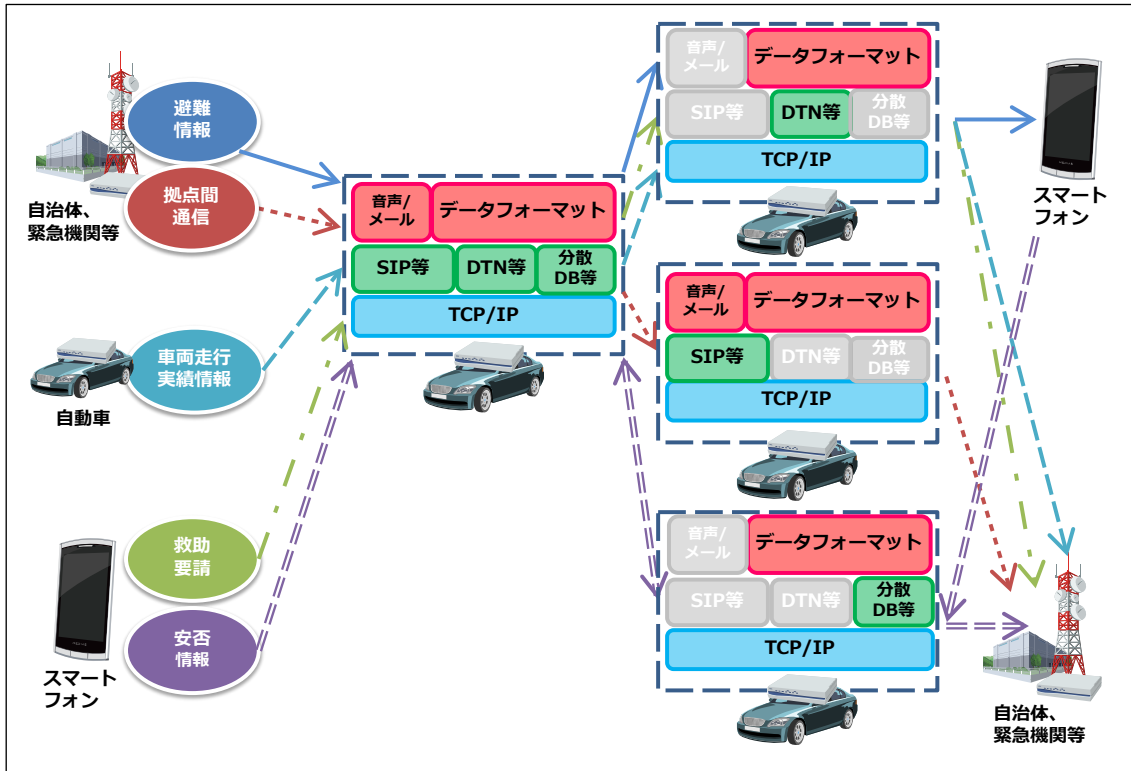 避難
情報
拠点間
通信
自治体、
緊急機関等
車両走行
実績情報
自動車
救助
要請
安否
情報
スマート
フォン
音声/
メール
データフォーマット
SIP等
DTN等
分散
DB等
TCP/IP
音声/
メール
データフォーマット
SIP等
DTN等
分散
DB等
TCP/IP
音声/
メール
データフォーマット
SIP等
DTN等
分散
DB等
TCP/IP
音声/
メール
データフォーマット
SIP等
DTN等
分散
DB等
TCP/IP
スマート
フォン
自治体、
緊急機関等